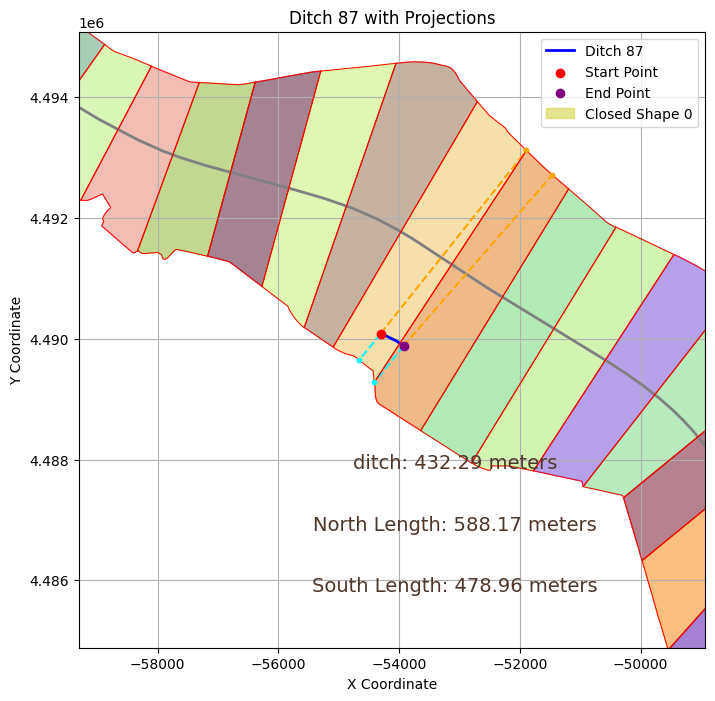 Ditch 87 with Projections
1e6
Ditch 87
Start Point
End Point
Closed Shape 0
4.494
4.492
4.490
4.488
4.486
Y Coordinate
ditch: 432.29 meters
North Length: 588.17 meters
South Length: 478.96 meters
−58000 −56000 −54000 −52000 −50000
X Coordinate